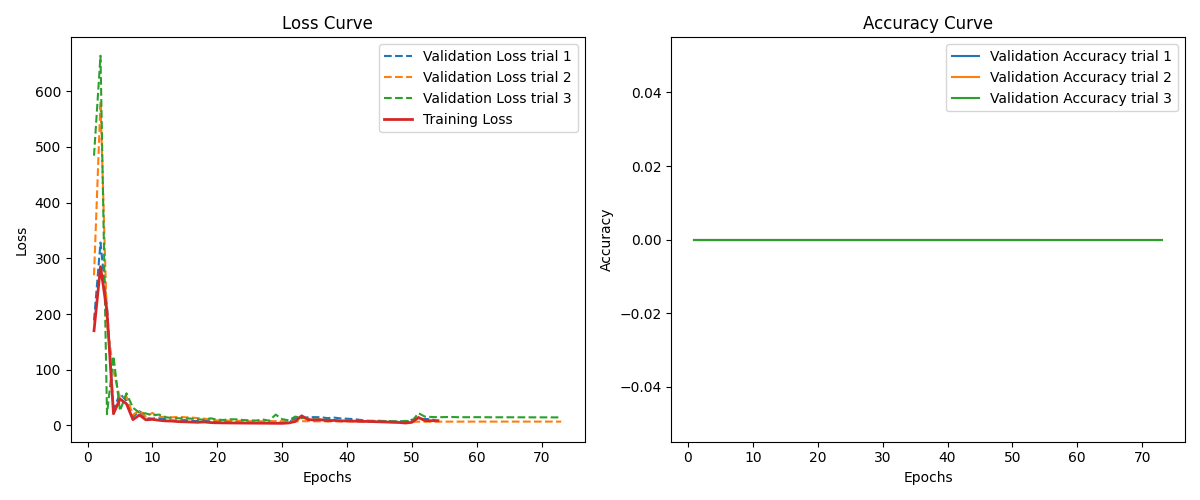 Loss Curve
Validation Loss trial 1
Validation Loss trial 2
Validation Loss trial 3
Training Loss
600
500
400
300
200
100
0
Loss
0 10 20 30 40 50 60 70
Epochs
Accuracy Curve
Validation Accuracy trial 1
Validation Accuracy trial 2
Validation Accuracy trial 3
0.04
0.02
0.00
−0.02
−0.04
Accuracy
0 10 20 30 40 50 60 70
Epochs